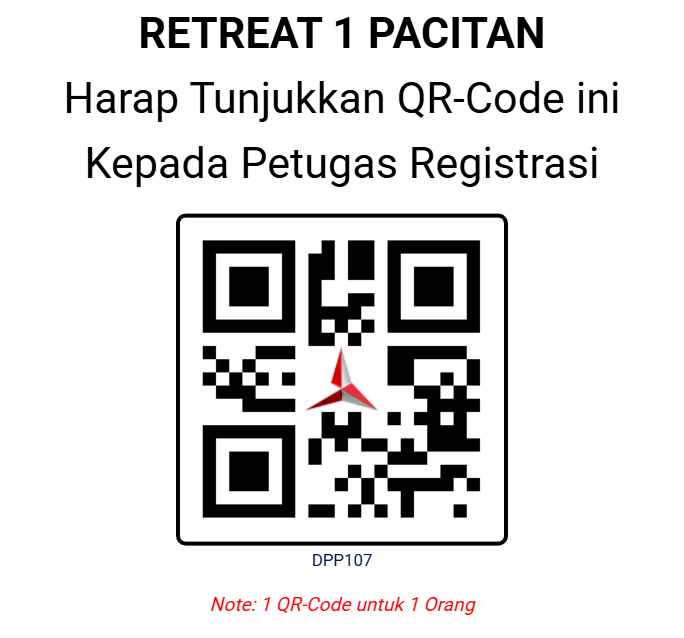 RETREAT 1 PACITAN
Harap Tunjukkan QR-Code ini
Kepada Petugas Registrasi
DPP107
Note: 1 QR-Code untuk 1 Orang